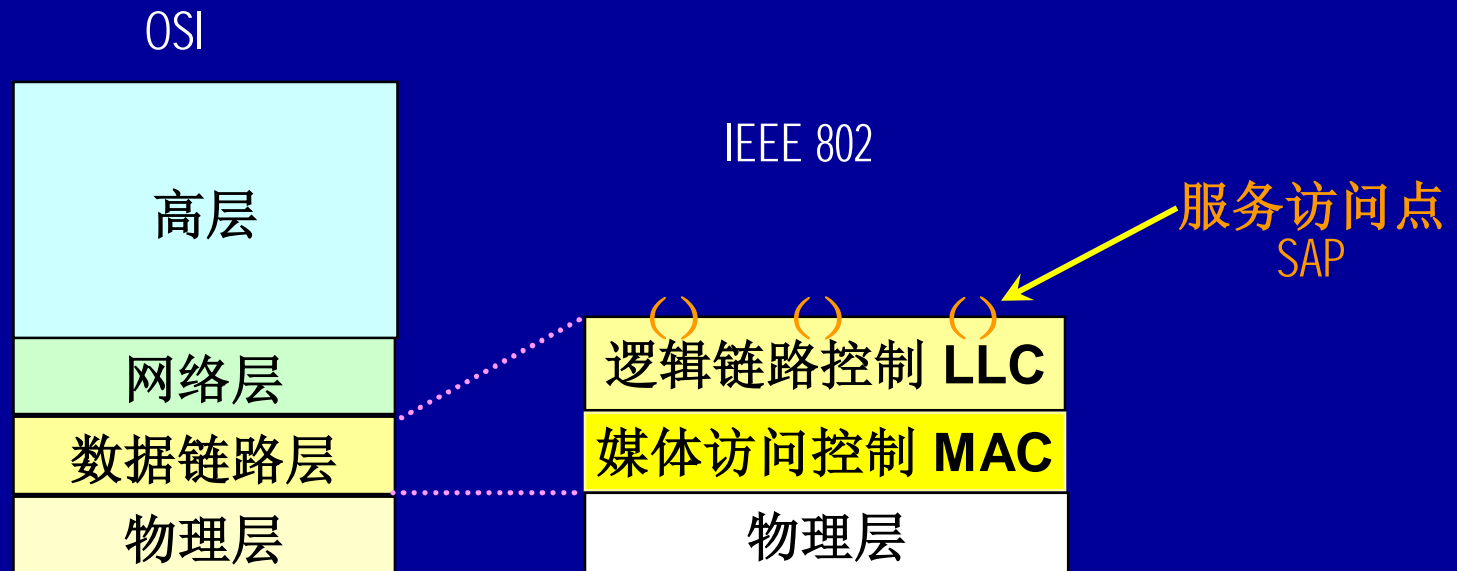 OSI
IEEE 802
高层
服务访问点
SAP
( ) ( ) ( )
网络层
逻辑链路控制 LLC
数据链路层
媒体访问控制 MAC
物理层
物理层